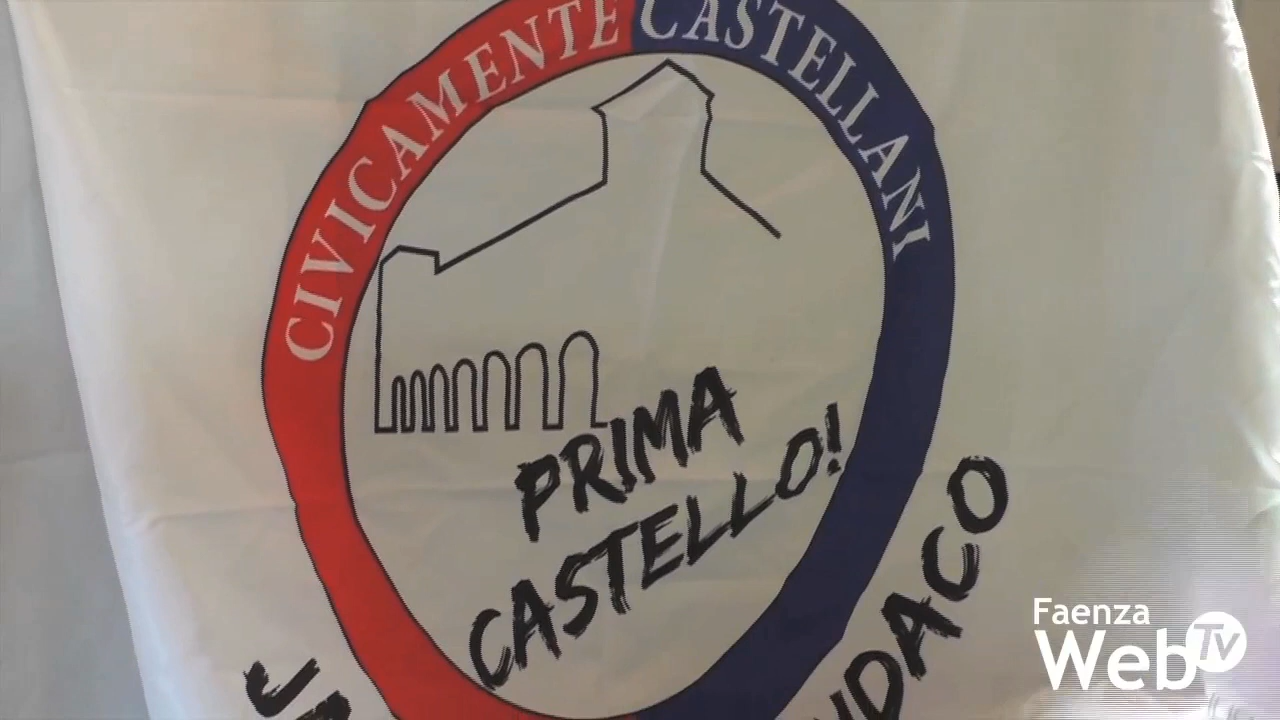 CIVICAMENTE CASTELLANI
PRIMA
CASTELLO!
Faenza
Web TV